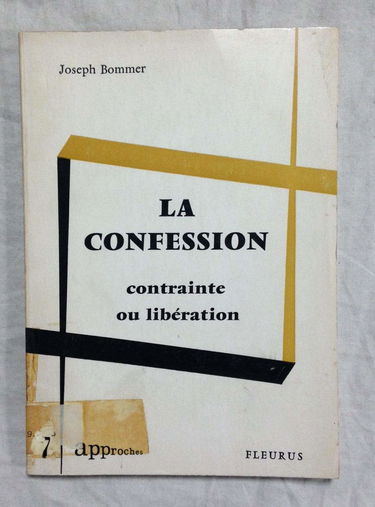 Joseph Bommer
LA
CONFESSION
contrainte
ou libération
7 approches
FLEURUS